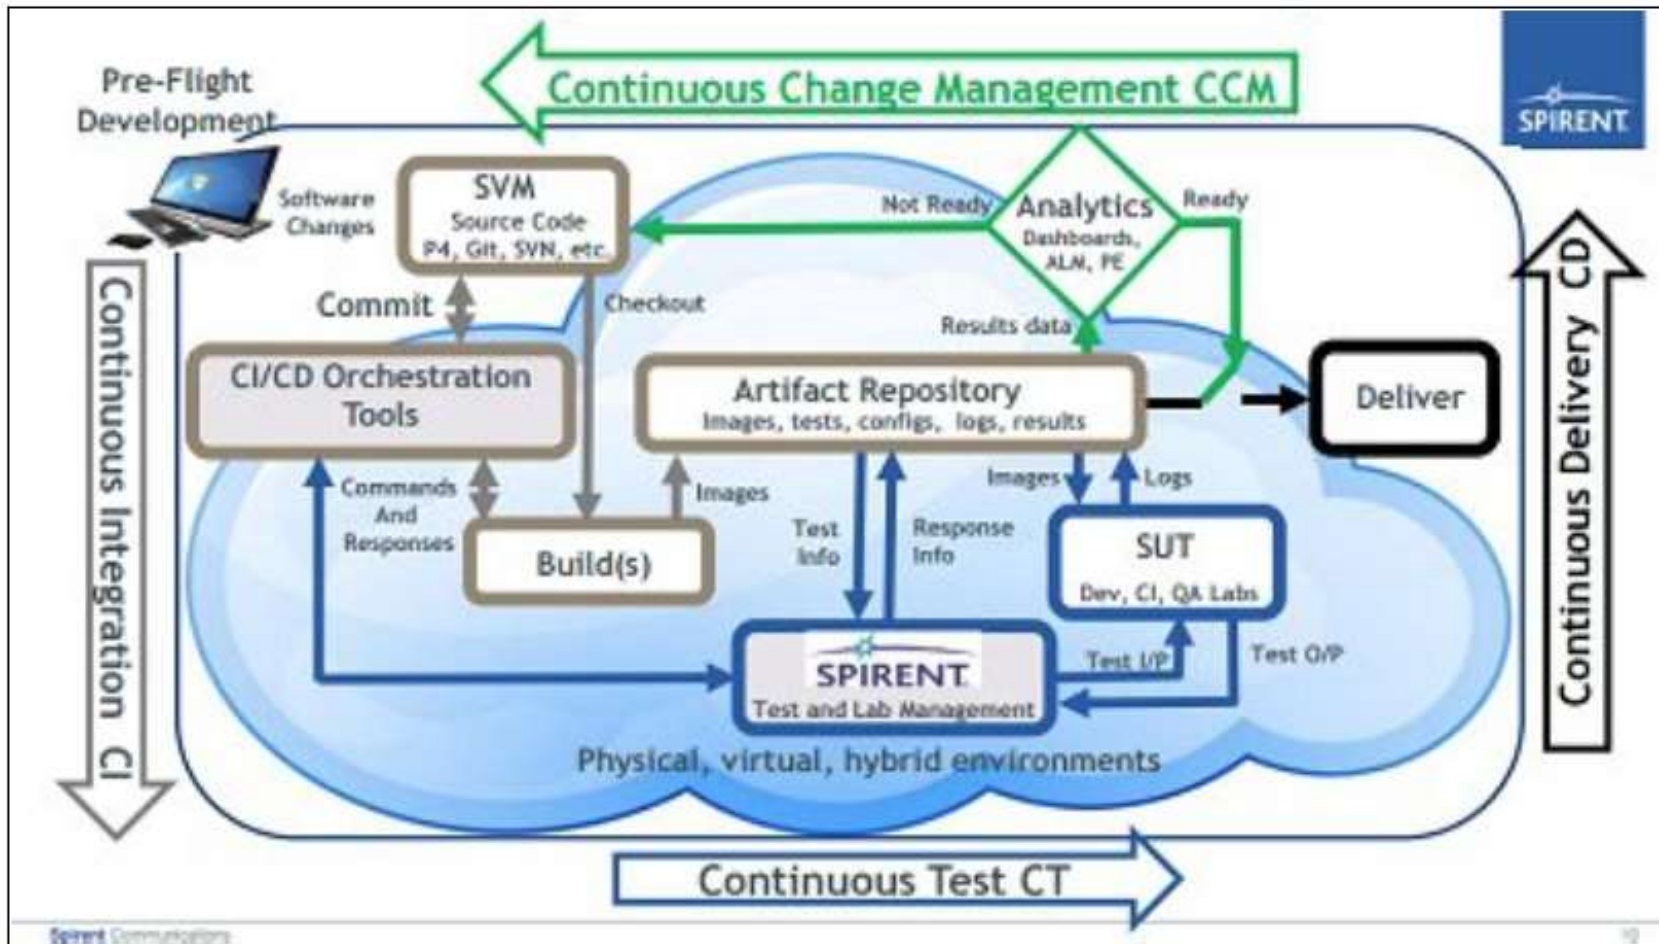 Pre-Flight
Development
Continuous Change Management CCM
SPIRENT
Software
Changes
SVM
Source Code
P4, Git, SVN, etc.
Not Ready
Analytics
Dashboards,
ALM, PE
Ready
Continuous Integration CI
Commit
Checkout
Results data
Continuous Delivery CD
CI/CD Orchestration
Tools
Artifact Repository
Images, tests, configs, logs, results
Deliver
Commands
And
Responses
Images
Test
Info
Response
Info
Images
Logs
Build(s)
SUT
Dev, CI, QA Labs
SPIRENT
Test and Lab Management
Test I/P
Test O/P
Physical, virtual, hybrid environments
Continuous Test CT
Spirent Communications
10